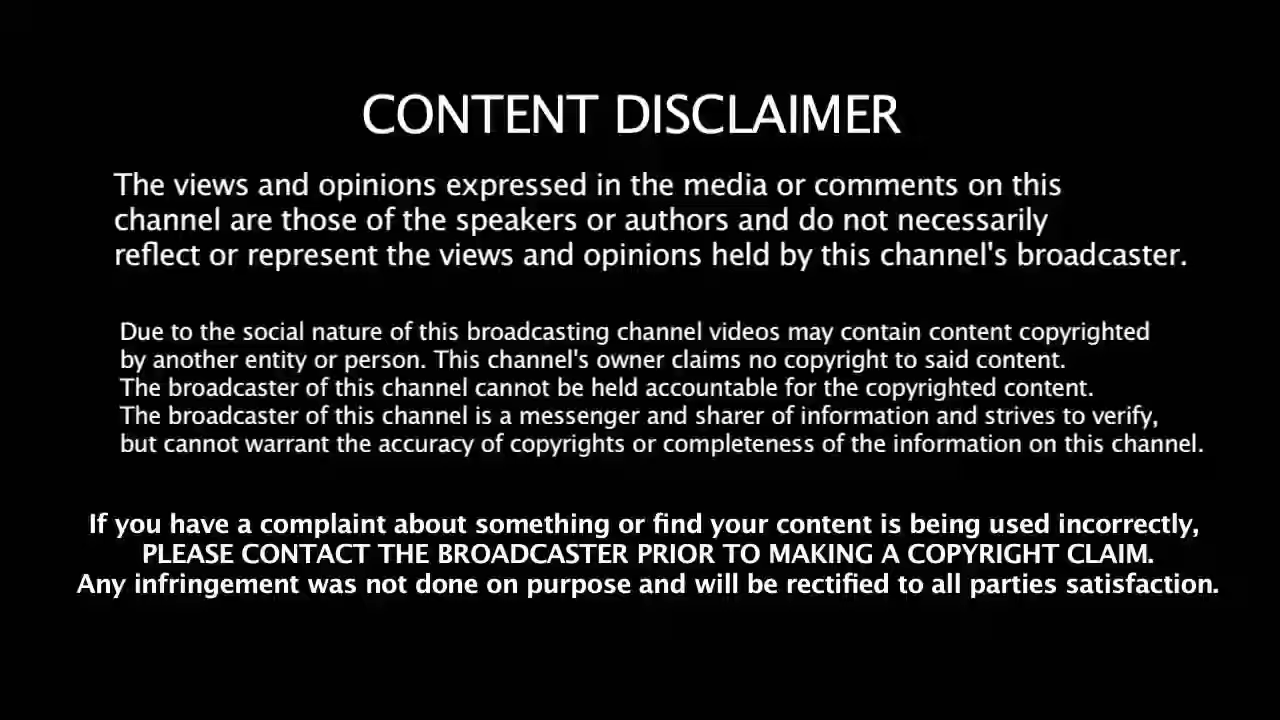 CONTENT DISCLAIMER
The views and opinions expressed in the media or comments on this
channel are those of the speakers or authors and do not necessarily
reflect or represent the views and opinions held by this channel's broadcaster.
Due to the social nature of this broadcasting channel videos may contain content copyrighted
by another entity or person. This channel's owner claims no copyright to said content.
The broadcaster of this channel cannot be held accountable for the copyrighted content.
The broadcaster of this channel is a messenger and sharer of information and strives to verify,
but cannot warrant the accuracy of copyrights or completeness of the information on this channel.
If you have a complaint about something or find your content is being used incorrectly,
PLEASE CONTACT THE BROADCASTER PRIOR TO MAKING A COPYRIGHT CLAIM.
Any infringement was not done on purpose and will be rectified to all parties satisfaction.